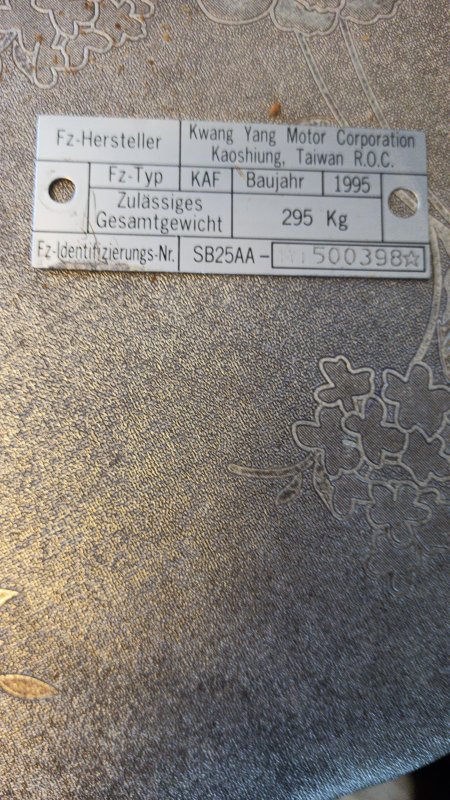 Fz-Hersteller
Kwang Yang Motor Corporation
Kaoshiung, Taiwan R.O.C.
Fz-Typ KAF Baujahr 1995
Zulässiges
Gesamtgewicht
295 Kg
Fz-Identifizierungs-Nr. SB25AA- 500398☆